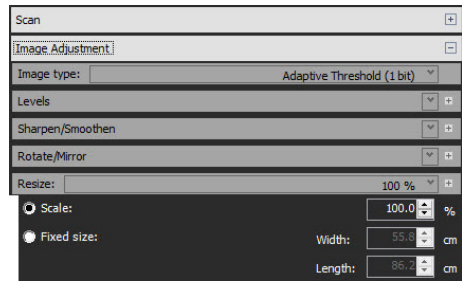 Scan
Image Adjustment
Image type: Adaptive Threshold (1 bit)
Levels
Sharpen/Smoothen
Rotate/Mirror
Resize: 100 %
Scale: 100.0 %
Fixed size: Width: 55.8 cm
Length: 86.2 cm